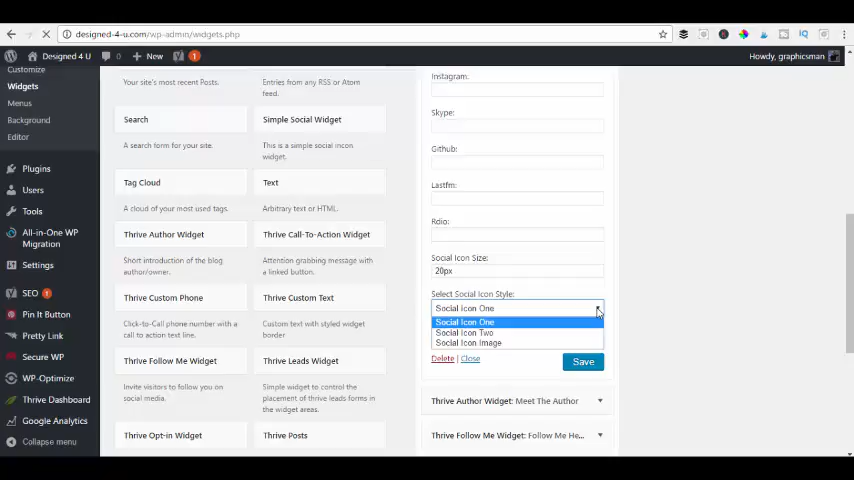 designed-4-u.com/wp-admin/widgets.php
Designed 4 U
0
New
1
Howdy, graphicsman
Customize
Widgets
Menus
Background
Editor
Plugins
Users
Tools
All-in-One WP
Migration
Settings
SEO 1
Pin It Button
Pretty Link
Secure WP
WP-Optimize
Thrive Dashboard
Google Analytics
Collapse menu
Your site's most recent Posts.
Entries from any RSS or Atom
feed.
Search
Simple Social Widget
A search form for your site.
This is a simple social incon
widget.
Tag Cloud
Text
A cloud of your most used tags.
Arbitrary text or HTML.
Thrive Author Widget
Thrive Call-To-Action Widget
Short introduction of the blog
author/owner.
Attention grabbing message with
a linked button.
Thrive Custom Phone
Thrive Custom Text
Click-to-Call phone number with a
call to action text line.
Custom text with styled widget
border
Thrive Follow Me Widget
Thrive Leads Widget
Invite visitors to follow you on
social media.
Simple widget to control the
placement of thrive leads forms in
the widget areas.
Thrive Opt-in Widget
Thrive Posts
Instagram:
Skype:
Github:
Lastfm:
Rdio:
Social Icon Size:
20px
Select Social Icon Style:
Social Icon One
Social Icon One
Social Icon Two
Social Icon Image
Delete | Close
Save
Thrive Author Widget: Meet The Author
Thrive Follow Me Widget: Follow Me He...